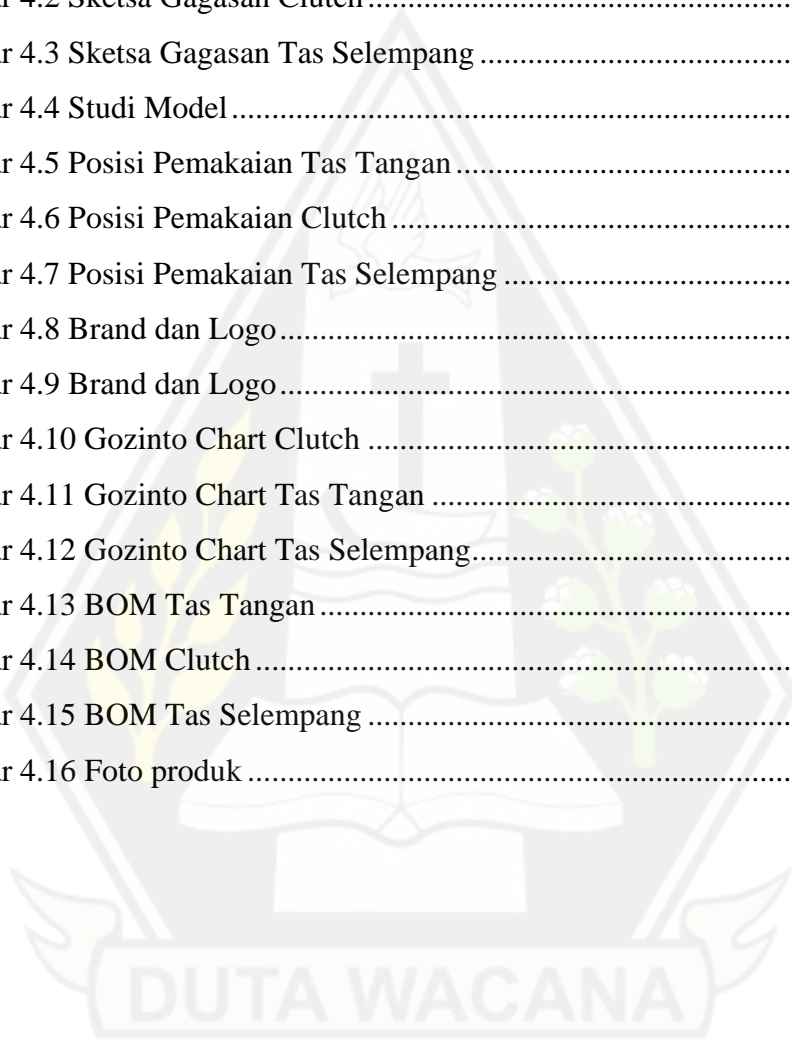 4.2 Sketsa Gagasan Clutch
r 4.3 Sketsa Gagasan Tas Selempang
r 4.4 Studi Model
r 4.5 Posisi Pemakaian Tas Tangan
r 4.6 Posisi Pemakaian Clutch
r 4.7 Posisi Pemakaian Tas Selempang
r 4.8 Brand dan Logo
r 4.9 Brand dan Logo
r 4.10 Gozinto Chart Clutch
r 4.11 Gozinto Chart Tas Tangan
r 4.12 Gozinto Chart Tas Selempang
r 4.13 BOM Tas Tangan
r 4.14 BOM Clutch
r 4.15 BOM Tas Selempang
r 4.16 Foto produk
DUTA WACANA